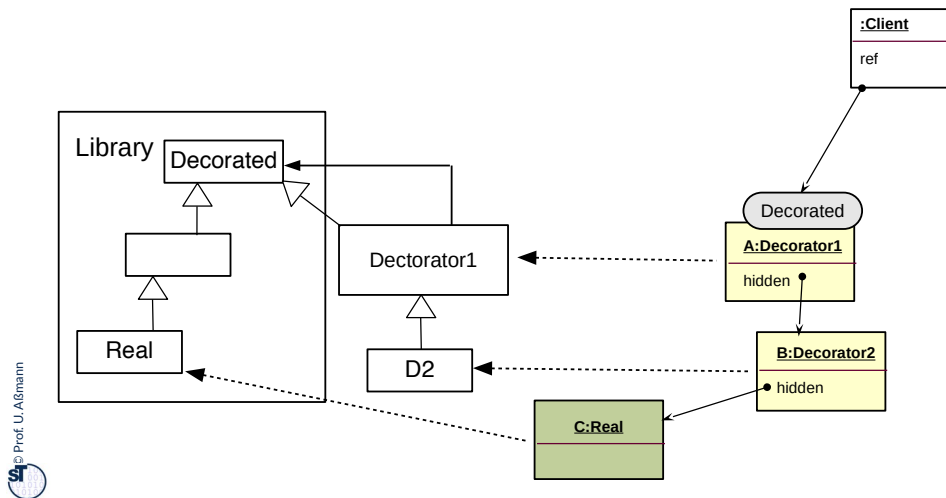 :Client
ref
Library
Decorated
Decorated
Dectorator1
A:Decorator1
hidden
Real
D2
B:Decorator2
hidden
C:Real
© Prof. U. Aßmann
ST